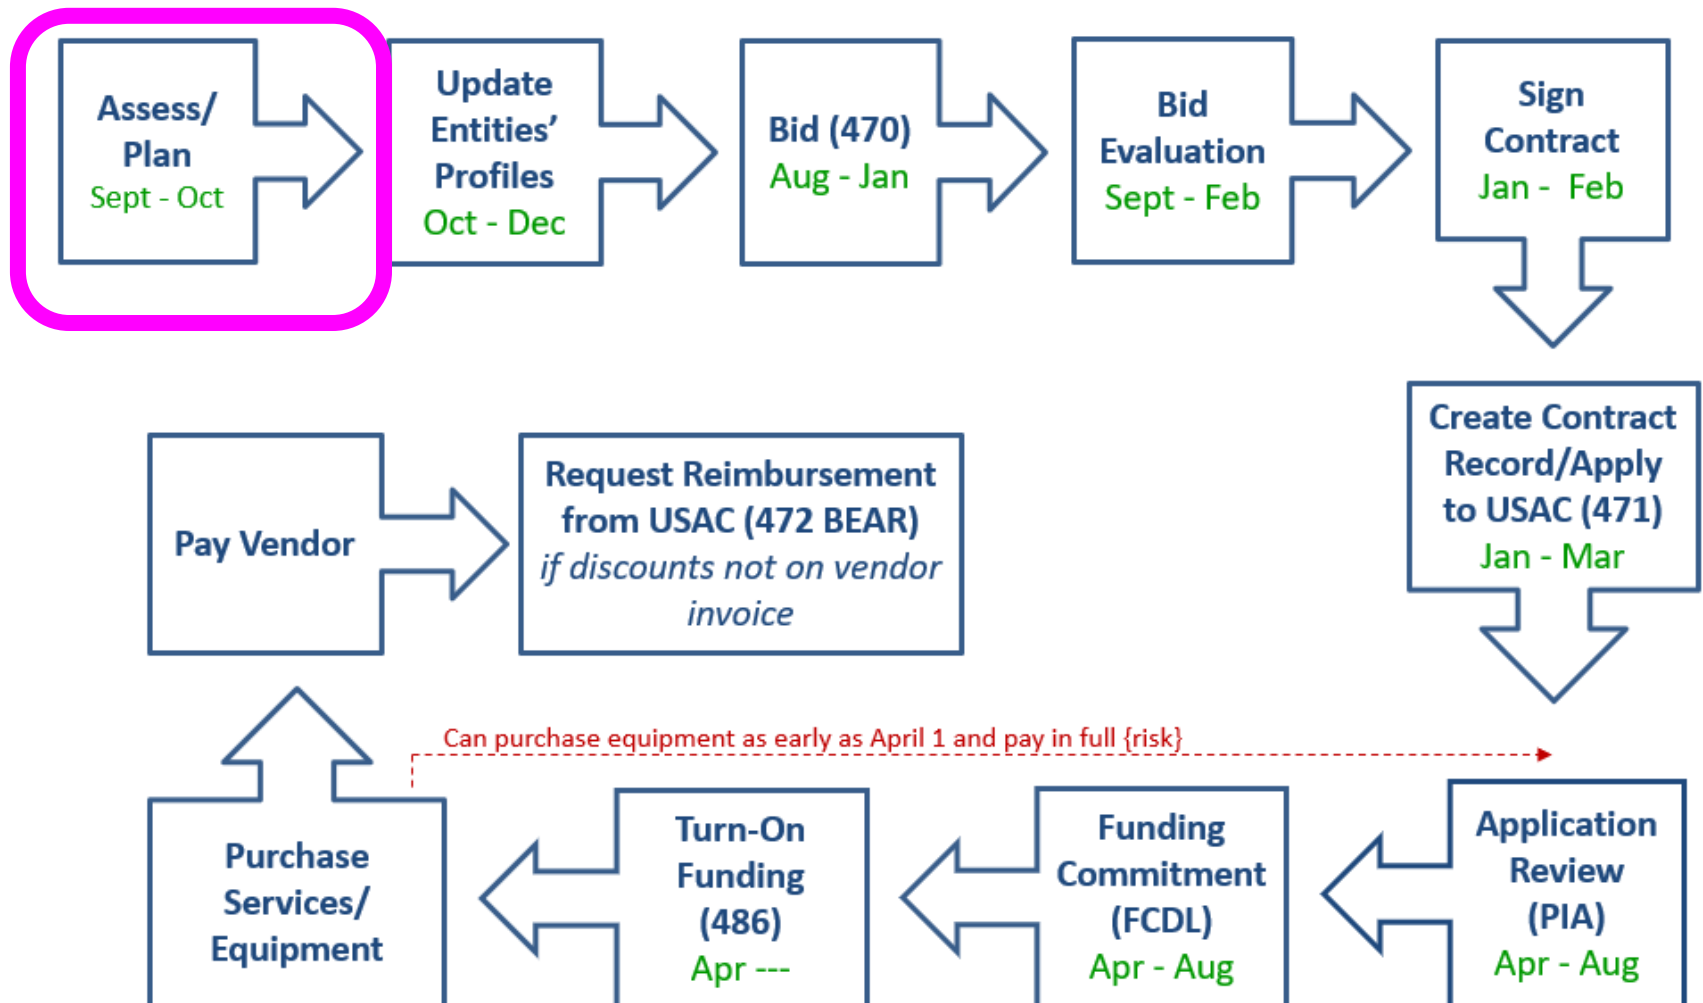 Assess/
Plan
Sept - Oct
Update
Entities’
Profiles
Oct - Dec
Bid (470)
Aug - Jan
Bid
Evaluation
Sept - Feb
Sign
Contract
Jan - Feb
Create Contract
Record/Apply
to USAC (471)
Jan - Mar
Pay Vendor
Request Reimbursement
from USAC (472 BEAR)
if discounts not on vendor
invoice
Can purchase equipment as early as April 1 and pay in full {risk}
Purchase
Services/
Equipment
Turn-On
Funding
(486)
Apr ---
Funding
Commitment
(FCDL)
Apr - Aug
Application
Review
(PIA)
Apr - Aug